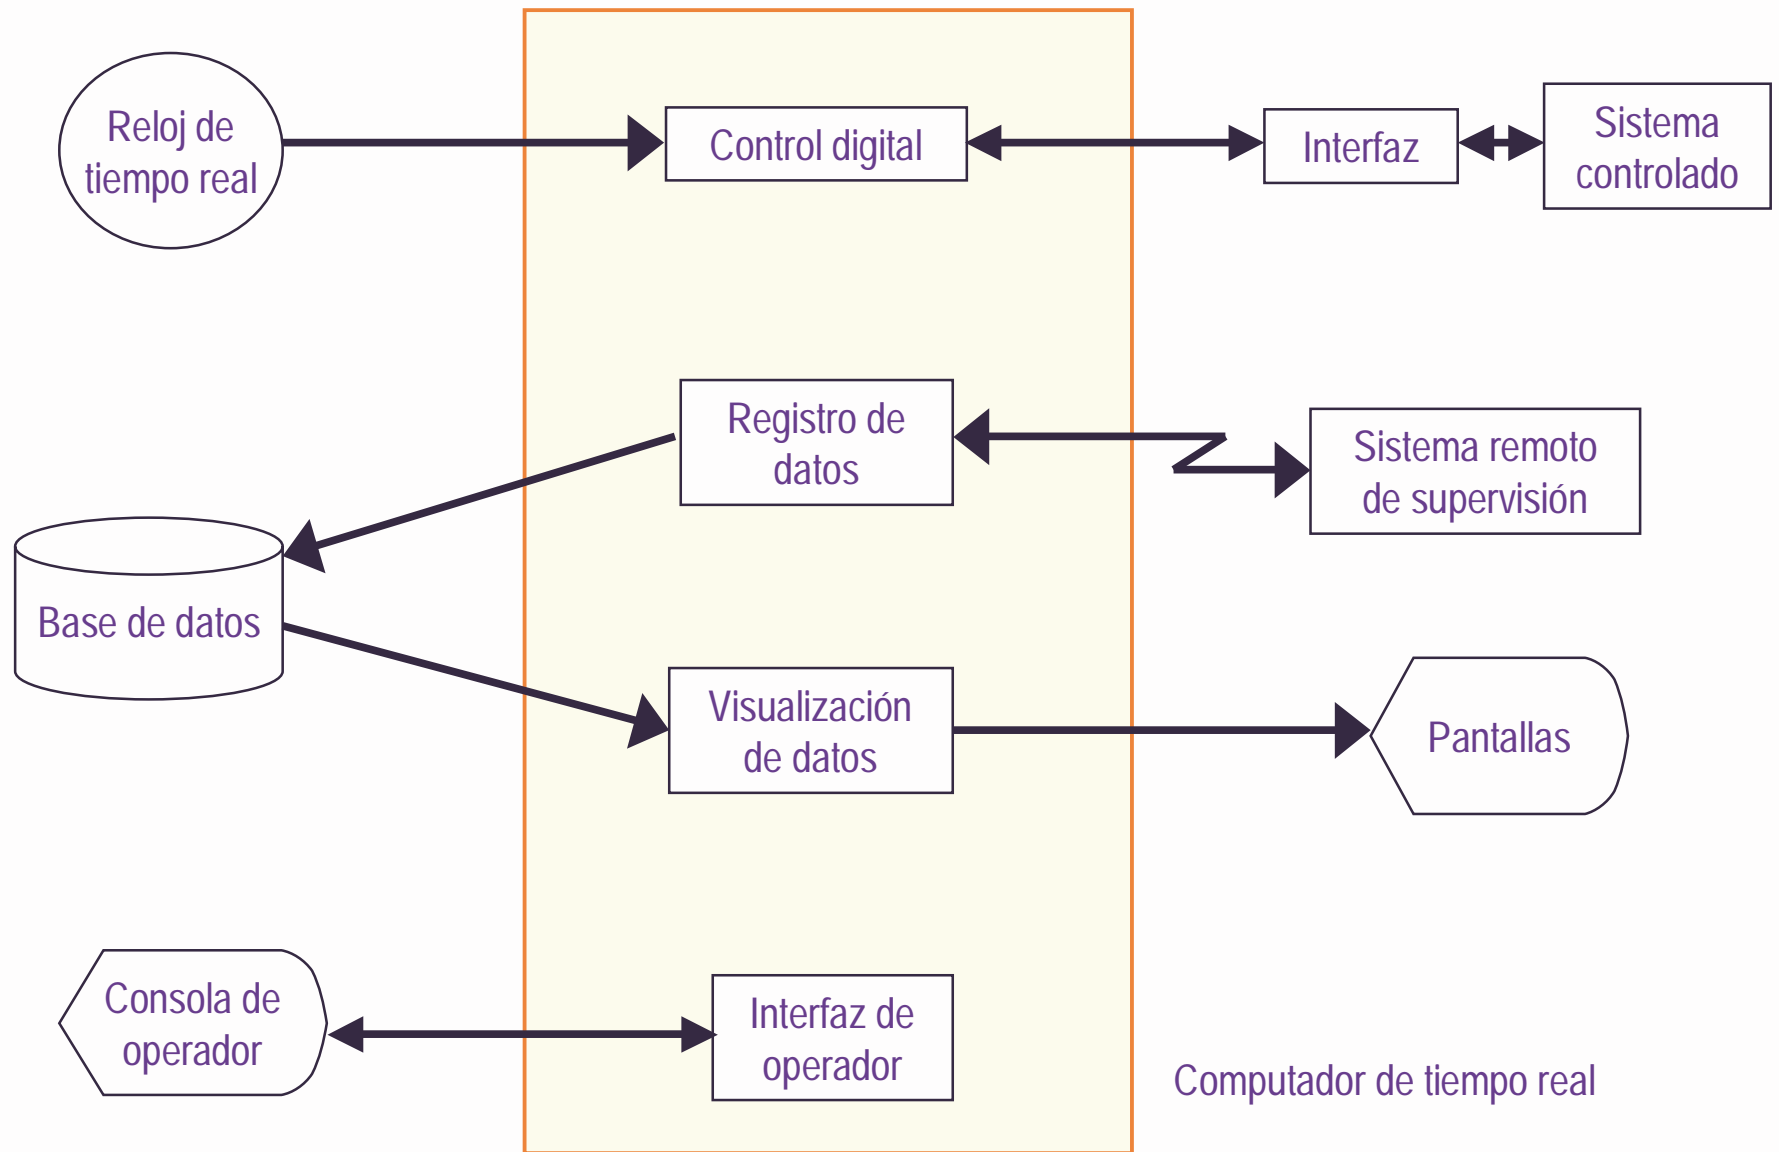 Reloj de
tiempo real
Control digital
Interfaz
Sistema
controlado
Registro de
datos
Sistema remoto
de supervisión
Base de datos
Visualización
de datos
Pantallas
Consola de
operador
Interfaz de
operador
Computador de tiempo real